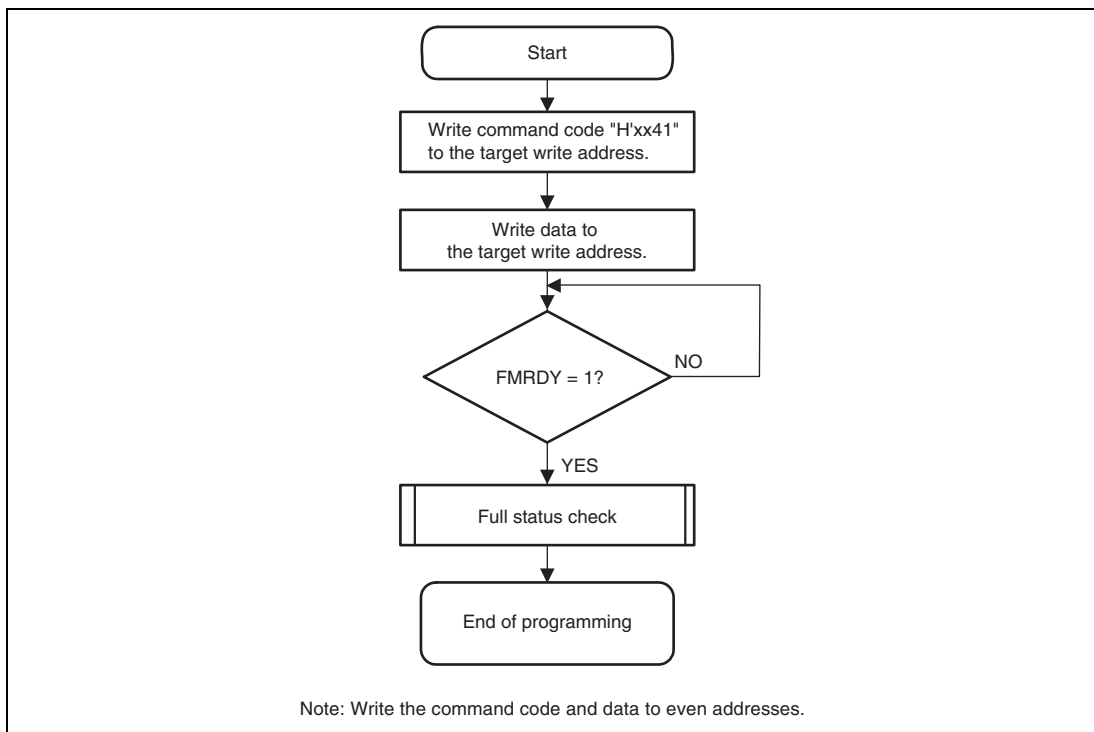 Start
Write command code "H'xx41"
to the target write address.
Write data to
the target write address.
FMRDY = 1?
NO
YES
Full status check
End of programming
Note: Write the command code and data to even addresses.